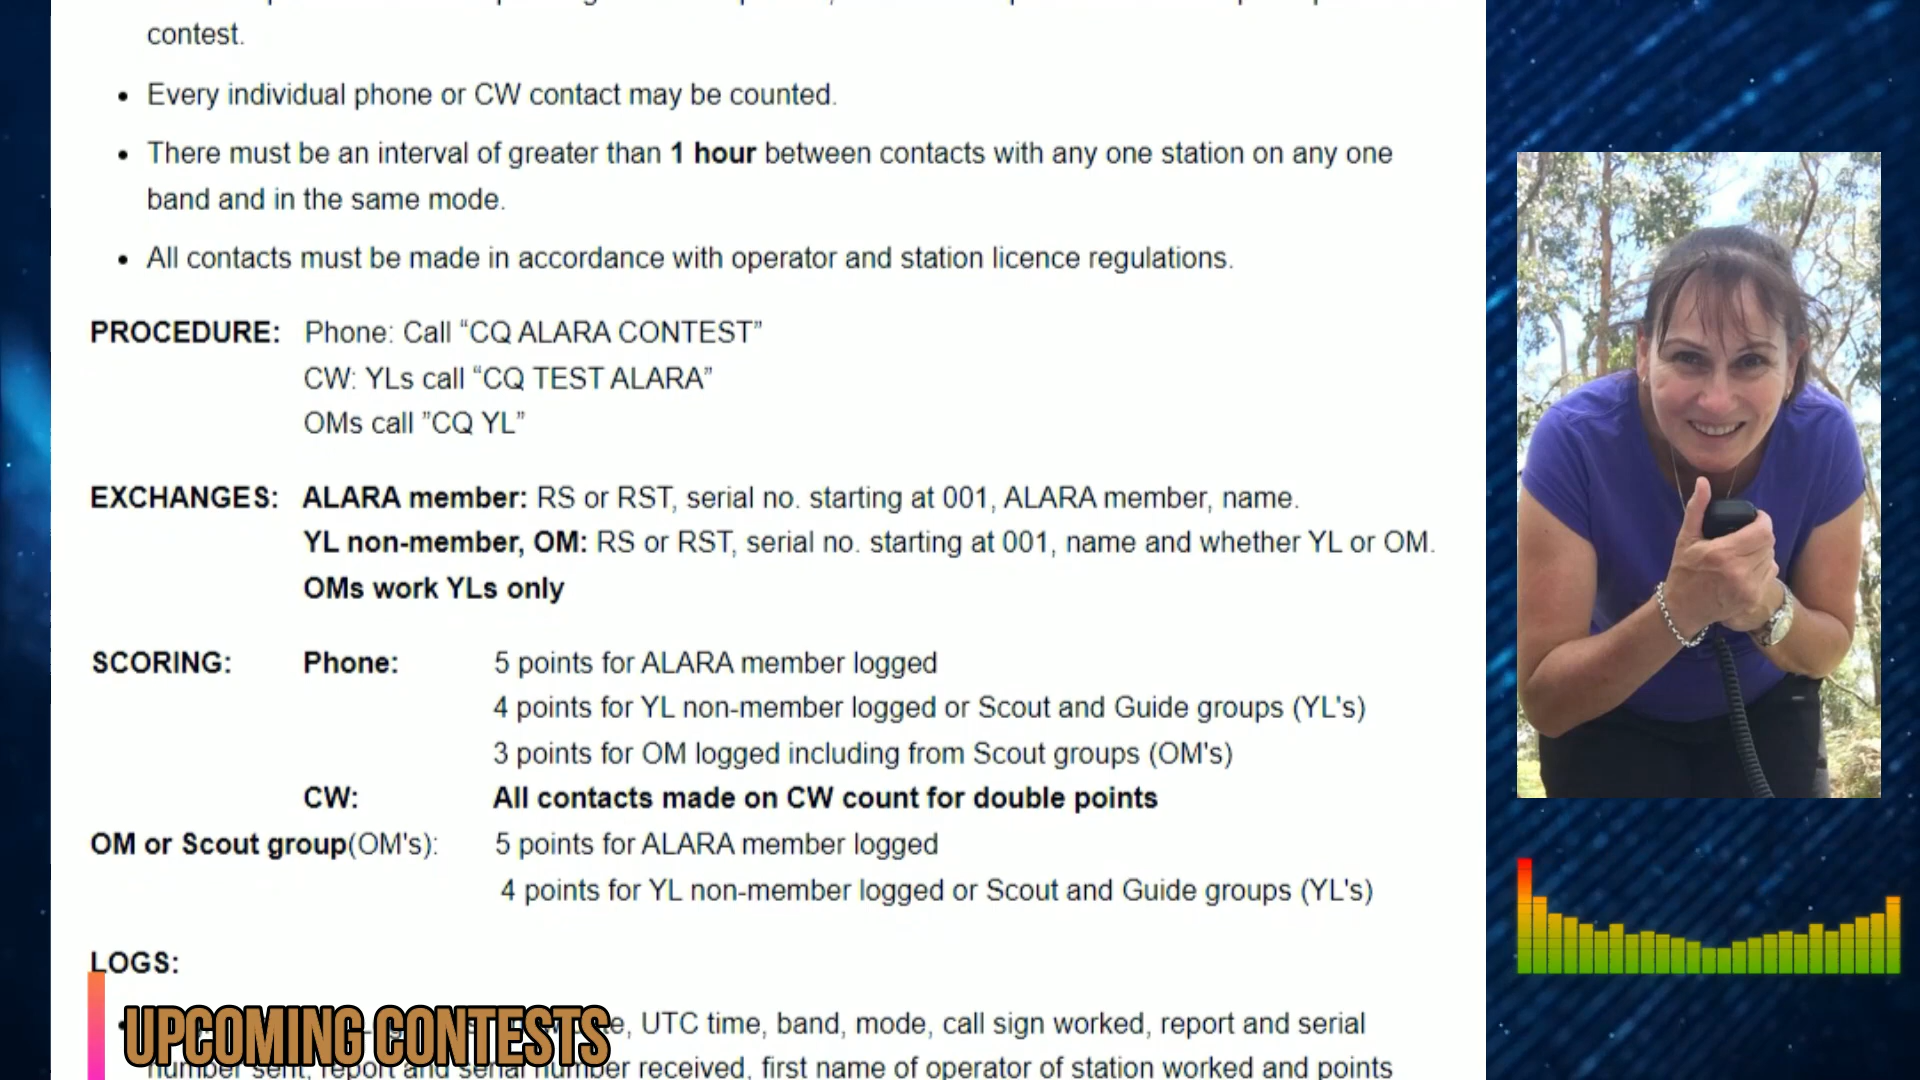 contest.
• Every individual phone or CW contact may be counted.
• There must be an interval of greater than 1 hour between contacts with any one station on any one
band and in the same mode.
• All contacts must be made in accordance with operator and station licence regulations.
PROCEDURE: Phone: Call “CQ ALARA CONTEST”
CW: YLs call “CQ TEST ALARA”
OMs call ”CQ YL”
EXCHANGES: ALARA member: RS or RST, serial no. starting at 001, ALARA member, name.
YL non-member, OM: RS or RST, serial no. starting at 001, name and whether YL or OM.
OMs work YLs only
SCORING: Phone: 5 points for ALARA member logged
4 points for YL non-member logged or Scout and Guide groups (YL's)
3 points for OM logged including from Scout groups (OM's)
CW: All contacts made on CW count for double points
OM or Scout group(OM's): 5 points for ALARA member logged
4 points for YL non-member logged or Scout and Guide groups (YL's)
LOGS:
UTC time, band, mode, call sign worked, report and serial
number sent, report and serial number received, first name of operator of station worked and points
UPCOMING CONTESTS